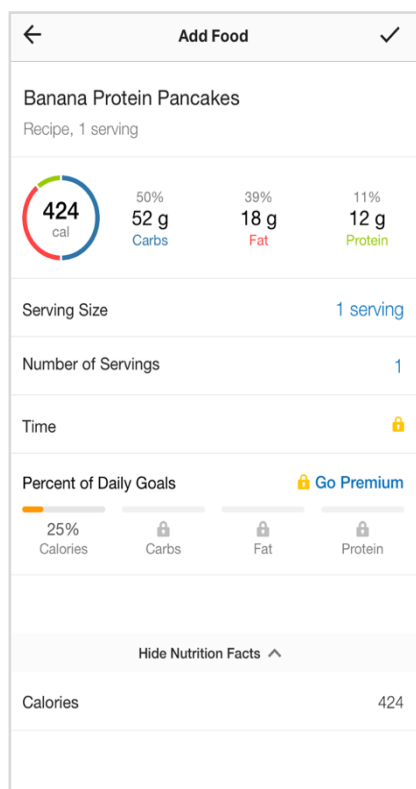 Add Food
Banana Protein Pancakes
Recipe, 1 serving
50% 39% 11%
424 52 g 18 g 12 g
cal Carbs Fat Protein
Serving Size 1 serving
Number of Servings 1
Time
Percent of Daily Goals Go Premium
25%
Calories Carbs Fat Protein
Hide Nutrition Facts
Calories 424